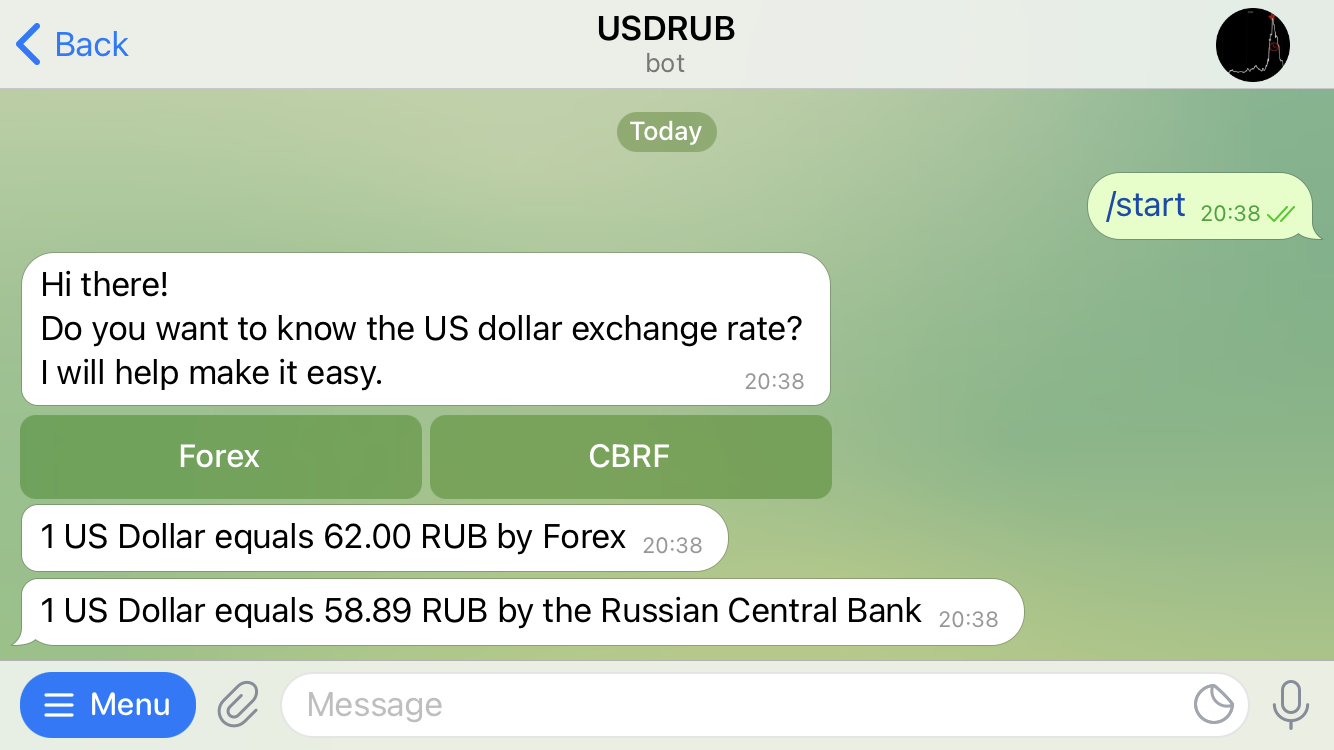 Back
USDRUB
bot
Today
/start 20:38
Hi there!
Do you want to know the US dollar exchange rate?
I will help make it easy. 20:38
Forex
CBRF
1 US Dollar equals 62.00 RUB by Forex 20:38
1 US Dollar equals 58.89 RUB by the Russian Central Bank 20:38
Menu
Message